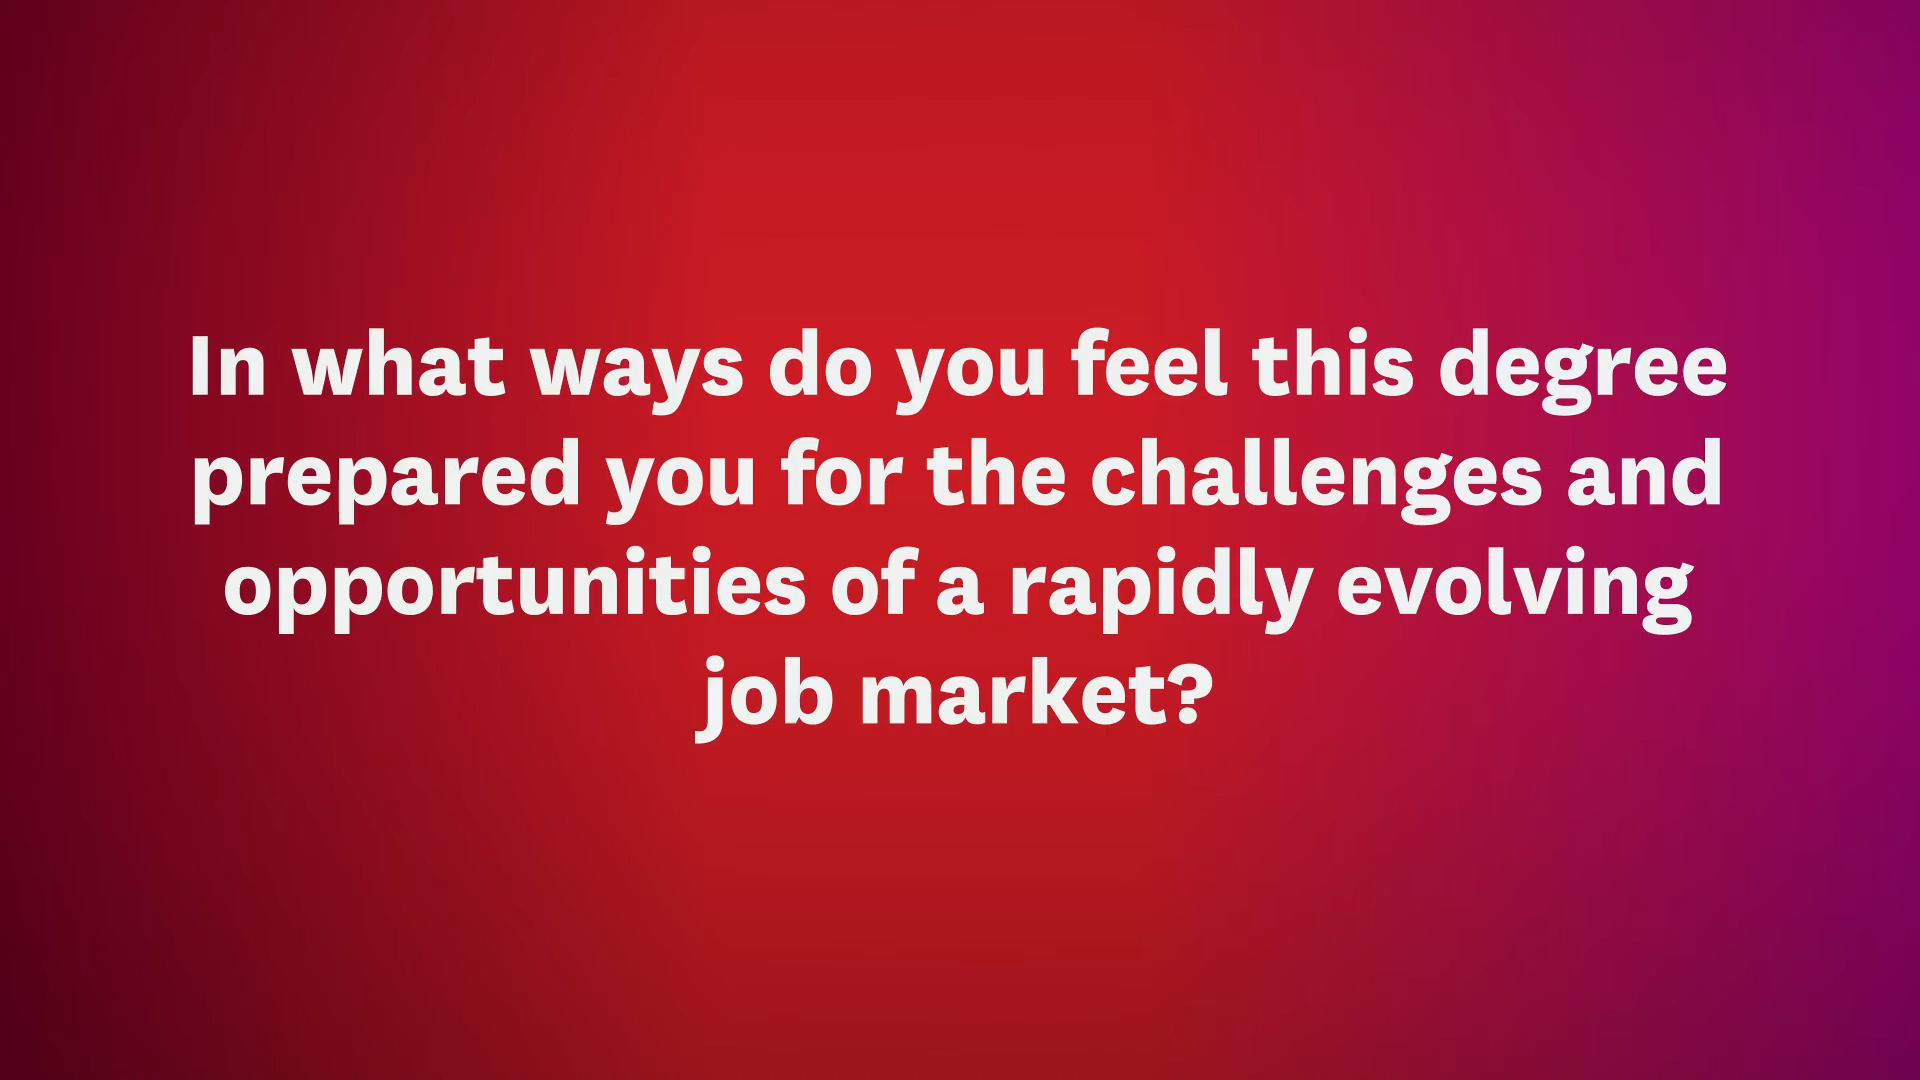 In what ways do you feel this degree
prepared you for the challenges and
opportunities of a rapidly evolving
job market?